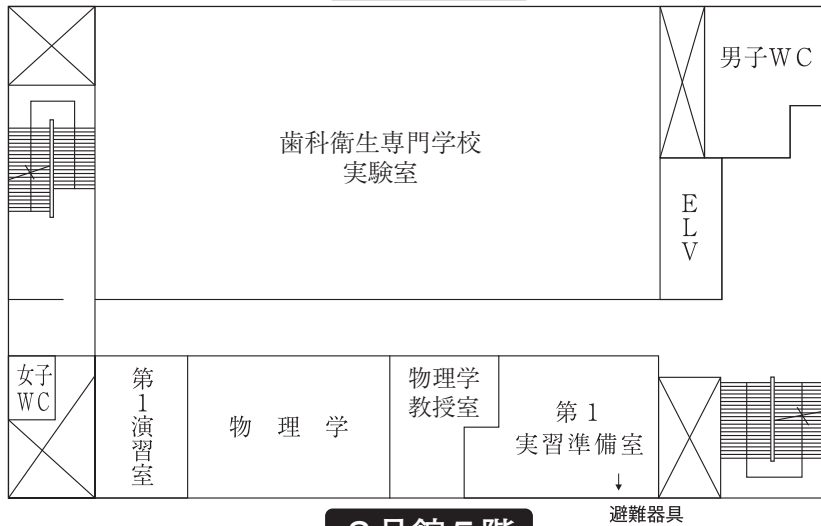 男子WC
歯科衛生専門学校
実験室
ELV
女子
WC
第1演習室
物理学
物理学
教授室
第1
実習準備室
避難器具